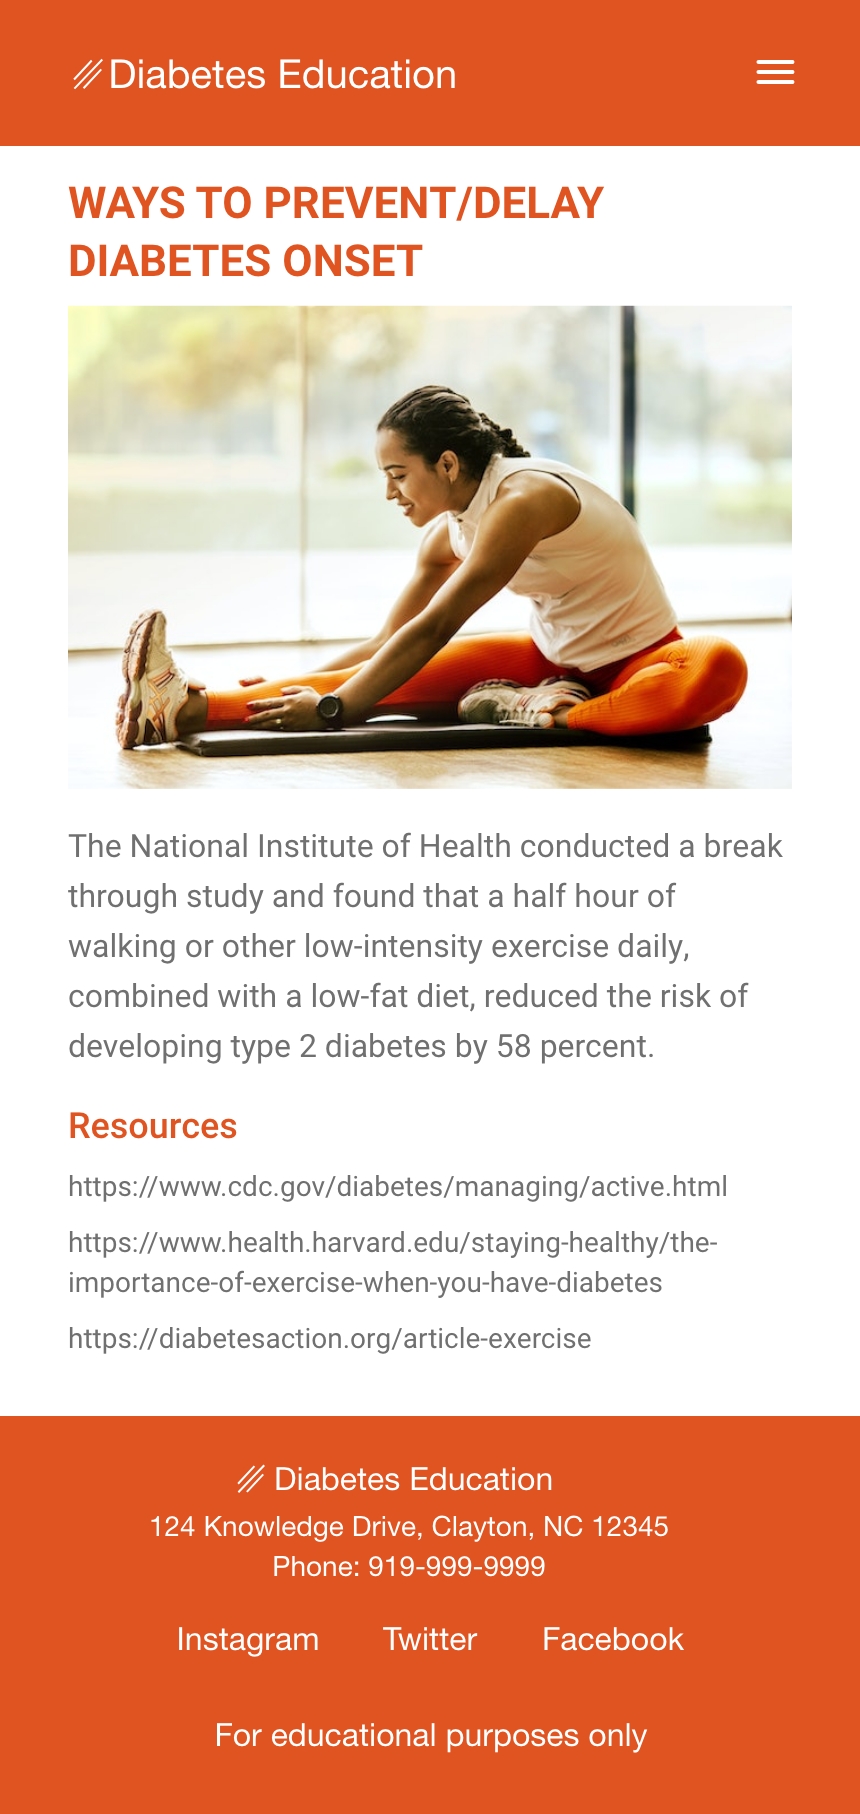 Diabetes Education
WAYS TO PREVENT/DELAY
DIABETES ONSET
The National Institute of Health conducted a break
through study and found that a half hour of
walking or other low-intensity exercise daily,
combined with a low-fat diet, reduced the risk of
developing type 2 diabetes by 58 percent.
Resources
https://www.cdc.gov/diabetes/managing/active.html
https://www.health.harvard.edu/staying-healthy/the-
importance-of-exercise-when-you-have-diabetes
https://diabetesaction.org/article-exercise
Diabetes Education
124 Knowledge Drive, Clayton, NC 12345
Phone: 919-999-9999
Instagram Twitter Facebook
For educational purposes only